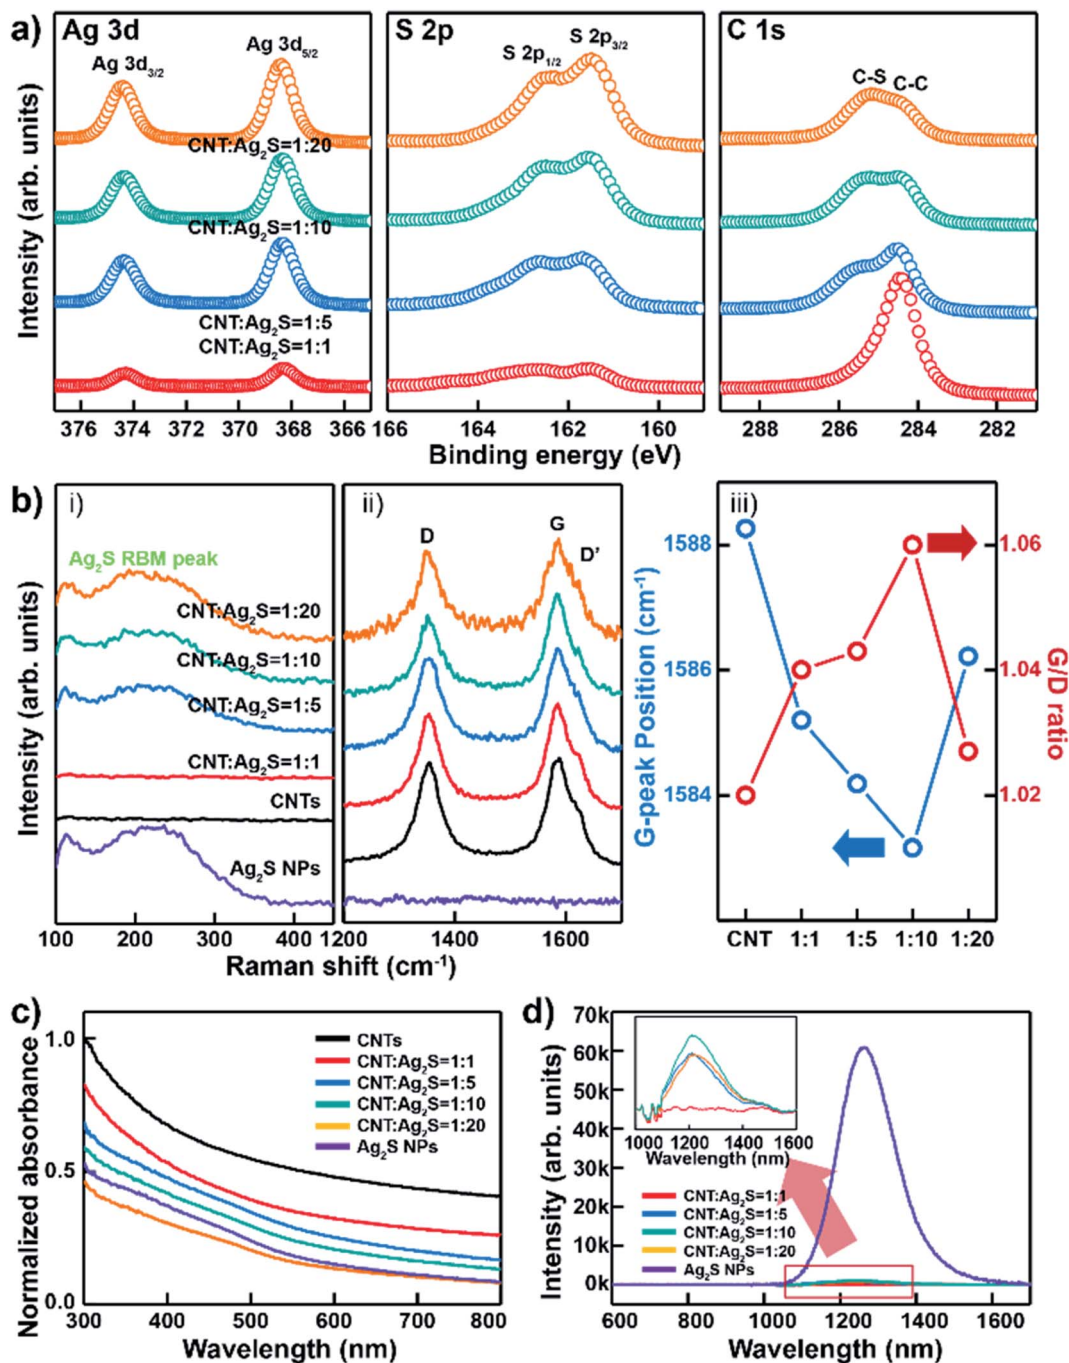 a)
Ag 3d
S 2p
C 1s
Ag 3d3/2
Ag 3d5/2
S 2p1/2
S 2p3/2
C-S
C-C
CNT:Ag2S=1:20
CNT:Ag2S=1:10
CNT:Ag2S=1:5
CNT:Ag2S=1:1
Intensity (arb. units)
376 374 372 370 368 366
166 164 162 160
288 286 284 282
Binding energy (eV)
b)
i)
Ag2S RBM peak
CNT:Ag2S=1:20
CNT:Ag2S=1:10
CNT:Ag2S=1:5
CNT:Ag2S=1:1
CNTs
Ag2S NPs
Intensity (arb. units)
100 200 300 400
ii)
D
G
D'
1200 1400 1600
Raman shift (cm-1)
iii)
G-peak Position (cm-1)
1588
1586
1584
1.06
1.04
1.02
G/D ratio
CNT 1:1 1:5 1:10 1:20
c)
Normalized absorbance
1.0
0.5
0.0
CNTs
CNT:Ag2S=1:1
CNT:Ag2S=1:5
CNT:Ag2S=1:10
CNT:Ag2S=1:20
Ag2S NPs
300 400 500 600 700 800
Wavelength (nm)
d)
Intensity (arb. units)
70k
60k
50k
40k
30k
20k
10k
0k
1000 1200 1400 1600
Wavelength (nm)
CNT:Ag2S=1:1
CNT:Ag2S=1:5
CNT:Ag2S=1:10
CNT:Ag2S=1:20
Ag2S NPs
600 800 1000 1200 1400 1600
Wavelength (nm)